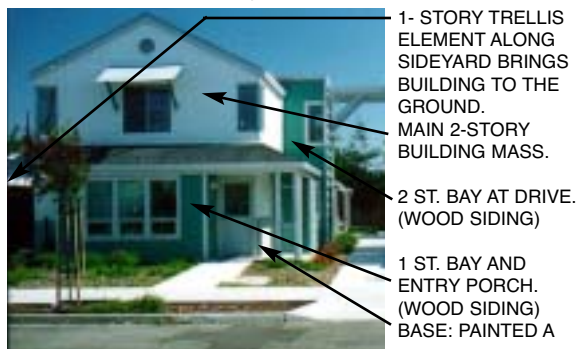 1- STORY TRELLIS
ELEMENT ALONG
SIDEYARD BRINGS
BUILDING TO THE
GROUND.
MAIN 2-STORY
BUILDING MASS.
2 ST. BAY AT DRIVE.
(WOOD SIDING)
1 ST. BAY AND
ENTRY PORCH.
(WOOD SIDING)
BASE: PAINTED A